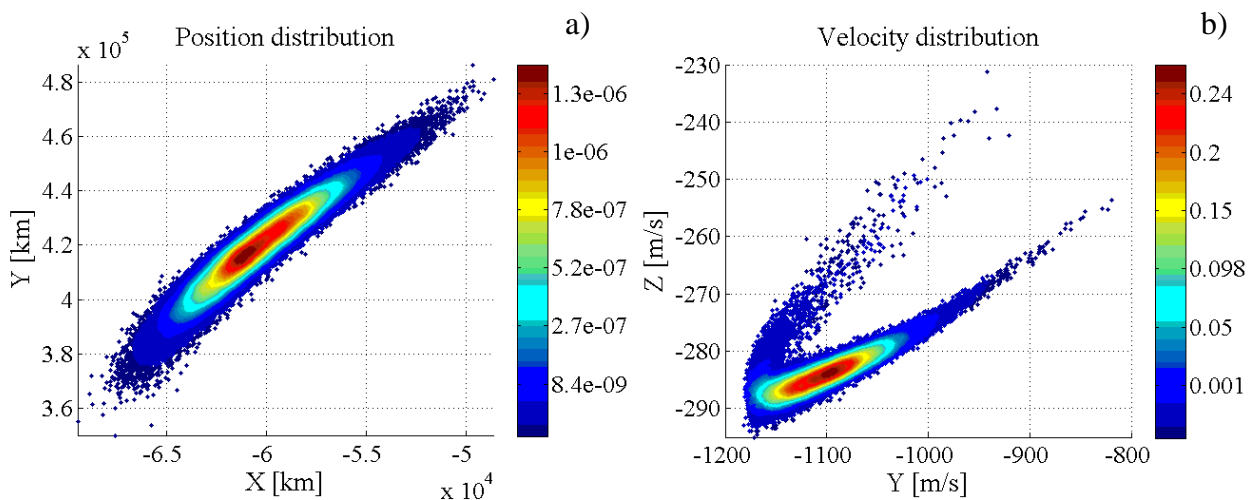 a)
Position distribution
x 10^5
4.8
4.6
4.4
4.2
4
3.8
3.6
Y [km]
-6.5
-6
-5.5
-5
X [km]
x 10^4
1.3e-06
1e-06
7.8e-07
5.2e-07
2.7e-07
8.4e-09
b)
Velocity distribution
-230
-240
-250
-260
-270
-280
-290
Z [m/s]
-1200
-1100
-1000
-900
-800
Y [m/s]
0.24
0.2
0.15
0.098
0.05
0.001